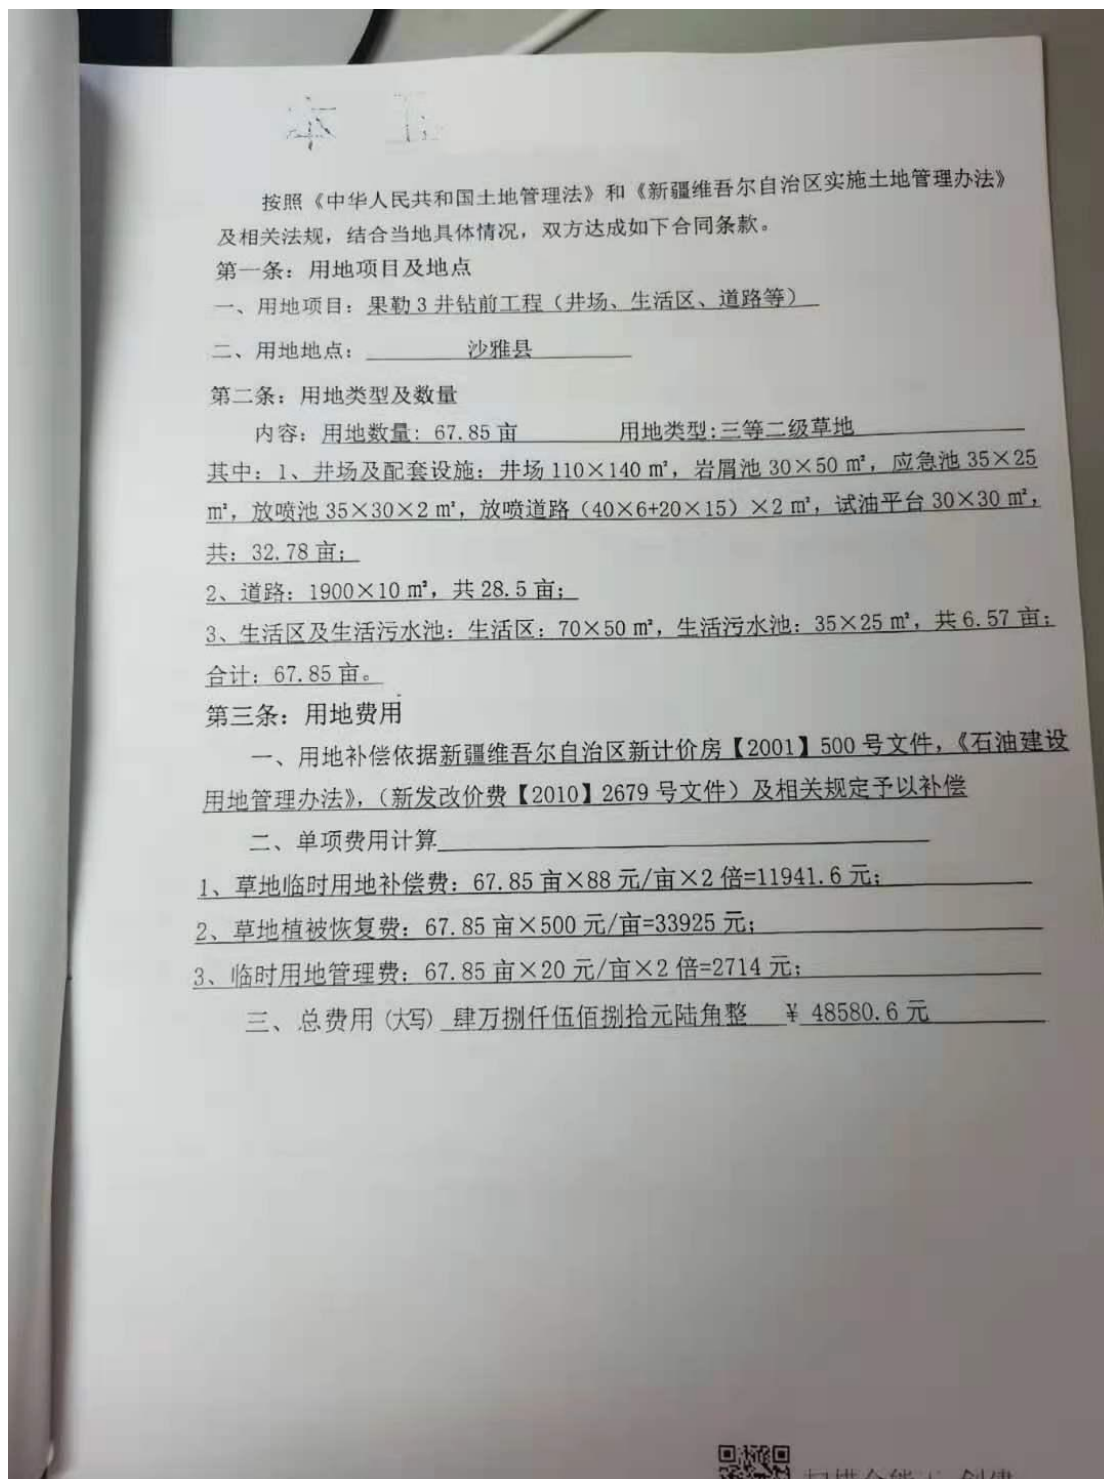 按照《中华人民共和国土地管理法》和《新疆维吾尔自治区实施土地管理办法》
及相关法规，结合当地具体情况，双方达成如下合同条款。
第一条：用地项目及地点
一、用地项目：果勒3井钻前工程（井场、生活区、道路等）
二、用地地点：沙雅县
第二条：用地类型及数量
内容：用地数量：67.85亩 用地类型:三等二级草地
其中：1、井场及配套设施：井场110×140㎡，岩屑池30×50㎡，应急池35×25
㎡，放喷池35×30×2㎡，放喷道路（40×6+20×15）×2㎡，试油平台30×30㎡，
共：32.78亩；
2、道路：1900×10㎡，共28.5亩；
3、生活区及生活污水池：生活区：70×50㎡，生活污水池：35×25㎡，共6.57亩；
合计：67.85亩。
第三条：用地费用
一、用地补偿依据新疆维吾尔自治区新计价房【2001】500号文件，《石油建设
用地管理办法》，（新发改价费【2010】2679号文件）及相关规定予以补偿
二、单项费用计算
1、草地临时用地补偿费：67.85亩×88元/亩×2倍=11941.6元；
2、草地植被恢复费：67.85亩×500元/亩=33925元；
3、临时用地管理费：67.85亩×20元/亩×2倍=2714元；
三、总费用(大写) 肆万捌仟伍佰捌拾元陆角整 ¥ 48580.6元